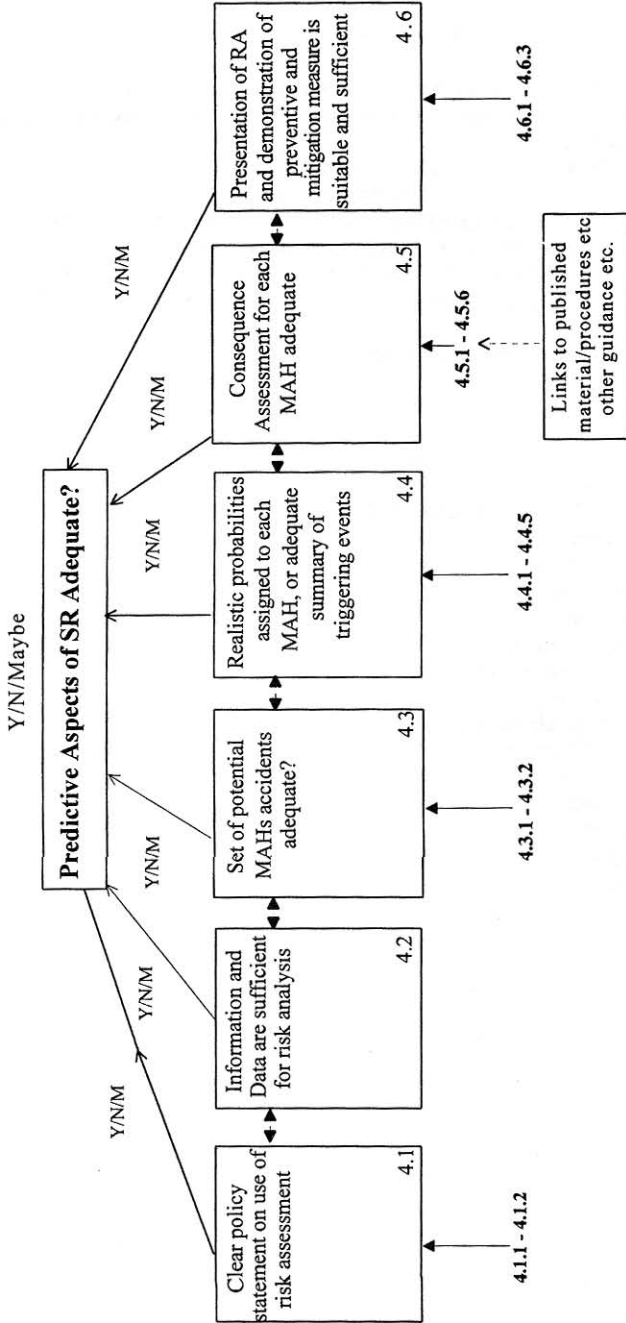 Y/N/Maybe
Predictive Aspects of SR Adequate?
Y/N/M
Y/N/M
Y/N/M
Y/N/M
Y/N/M
Y/N/M
Clear policy
statement on use of
risk assessment
4.1
Information and
Data are sufficient
for risk analysis
4.2
Set of potential
MAHs accidents
adequate?
4.3
Realistic probabilities
assigned to each
MAH, or adequate
summary of
triggering events
4.4
Consequence
Assessment for each
MAH adequate
4.5
Presentation of RA
and demonstration of
preventive and
mitigation measure is
suitable and sufficient
4.6
4.1.1 - 4.1.2
4.3.1 - 4.3.2
4.4.1 - 4.4.5
4.5.1 - 4.5.6
4.6.1 - 4.6.3
Links to published
material/procedures etc
other guidance etc.